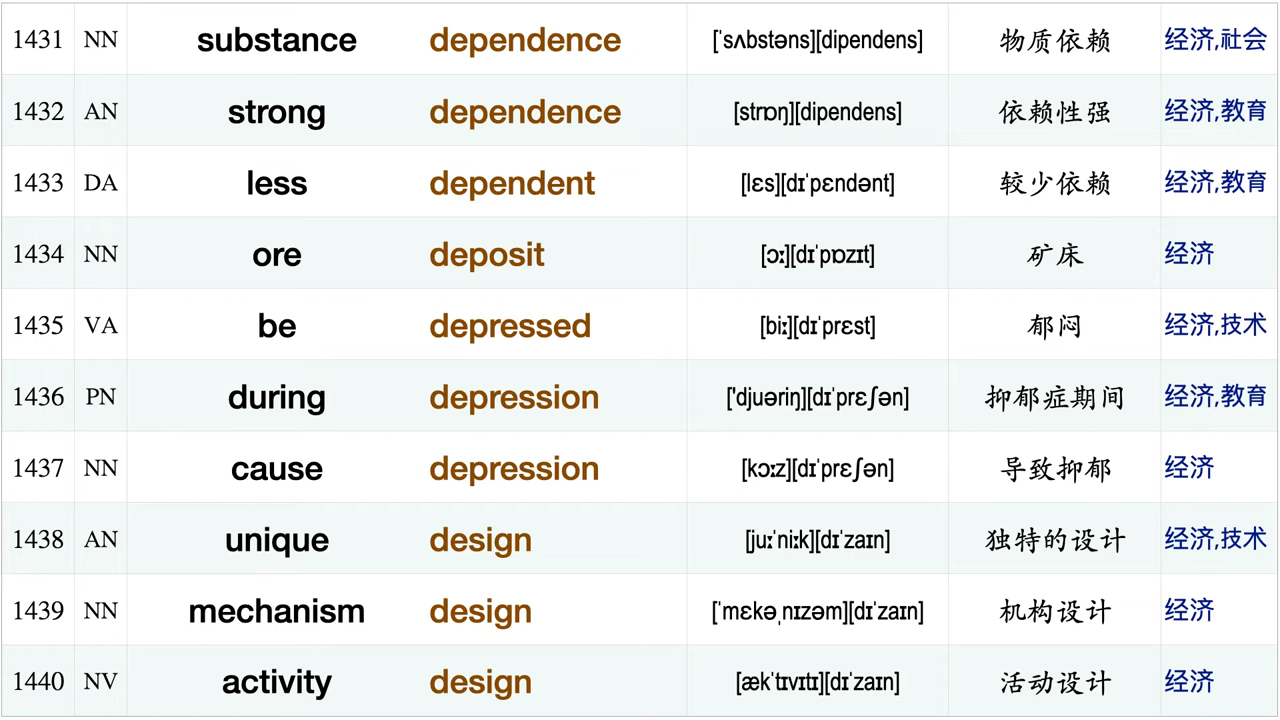 1431 NN substance dependence [ˈsʌbstəns][dipendens] 物质依赖 经济,社会
1432 AN strong dependence [strɒŋ][dipendens] 依赖性强 经济,教育
1433 DA less dependent [lɛs][dɪˈpɛndənt] 较少依赖 经济,教育
1434 NN ore deposit [ɔː][dɪˈpɒzɪt] 矿床 经济
1435 VA be depressed [biː][dɪˈprɛst] 郁闷 经济,技术
1436 PN during depression ['djuəriŋ][dɪˈprɛʃən] 抑郁症期间 经济,教育
1437 NN cause depression [kɔːz][dɪˈprɛʃən] 导致抑郁 经济
1438 AN unique design [juːˈniːk][dɪˈzaɪn] 独特的设计 经济,技术
1439 NN mechanism design [ˈmɛkəˌnɪzəm][dɪˈzaɪn] 机构设计 经济
1440 NV activity design [ækˈtɪvɪtɪ][dɪˈzaɪn] 活动设计 经济